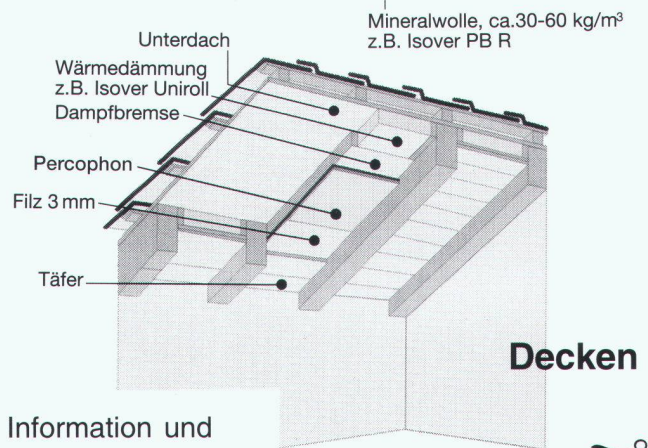 Mineralwolle, ca.30-60 kg/m³
z.B. Isover PB R
Unterdach
Wärmedämmung
z.B. Isover Uniroll
Dampfbremse
Percophon
Filz 3 mm
Täfer
Decken
Information und